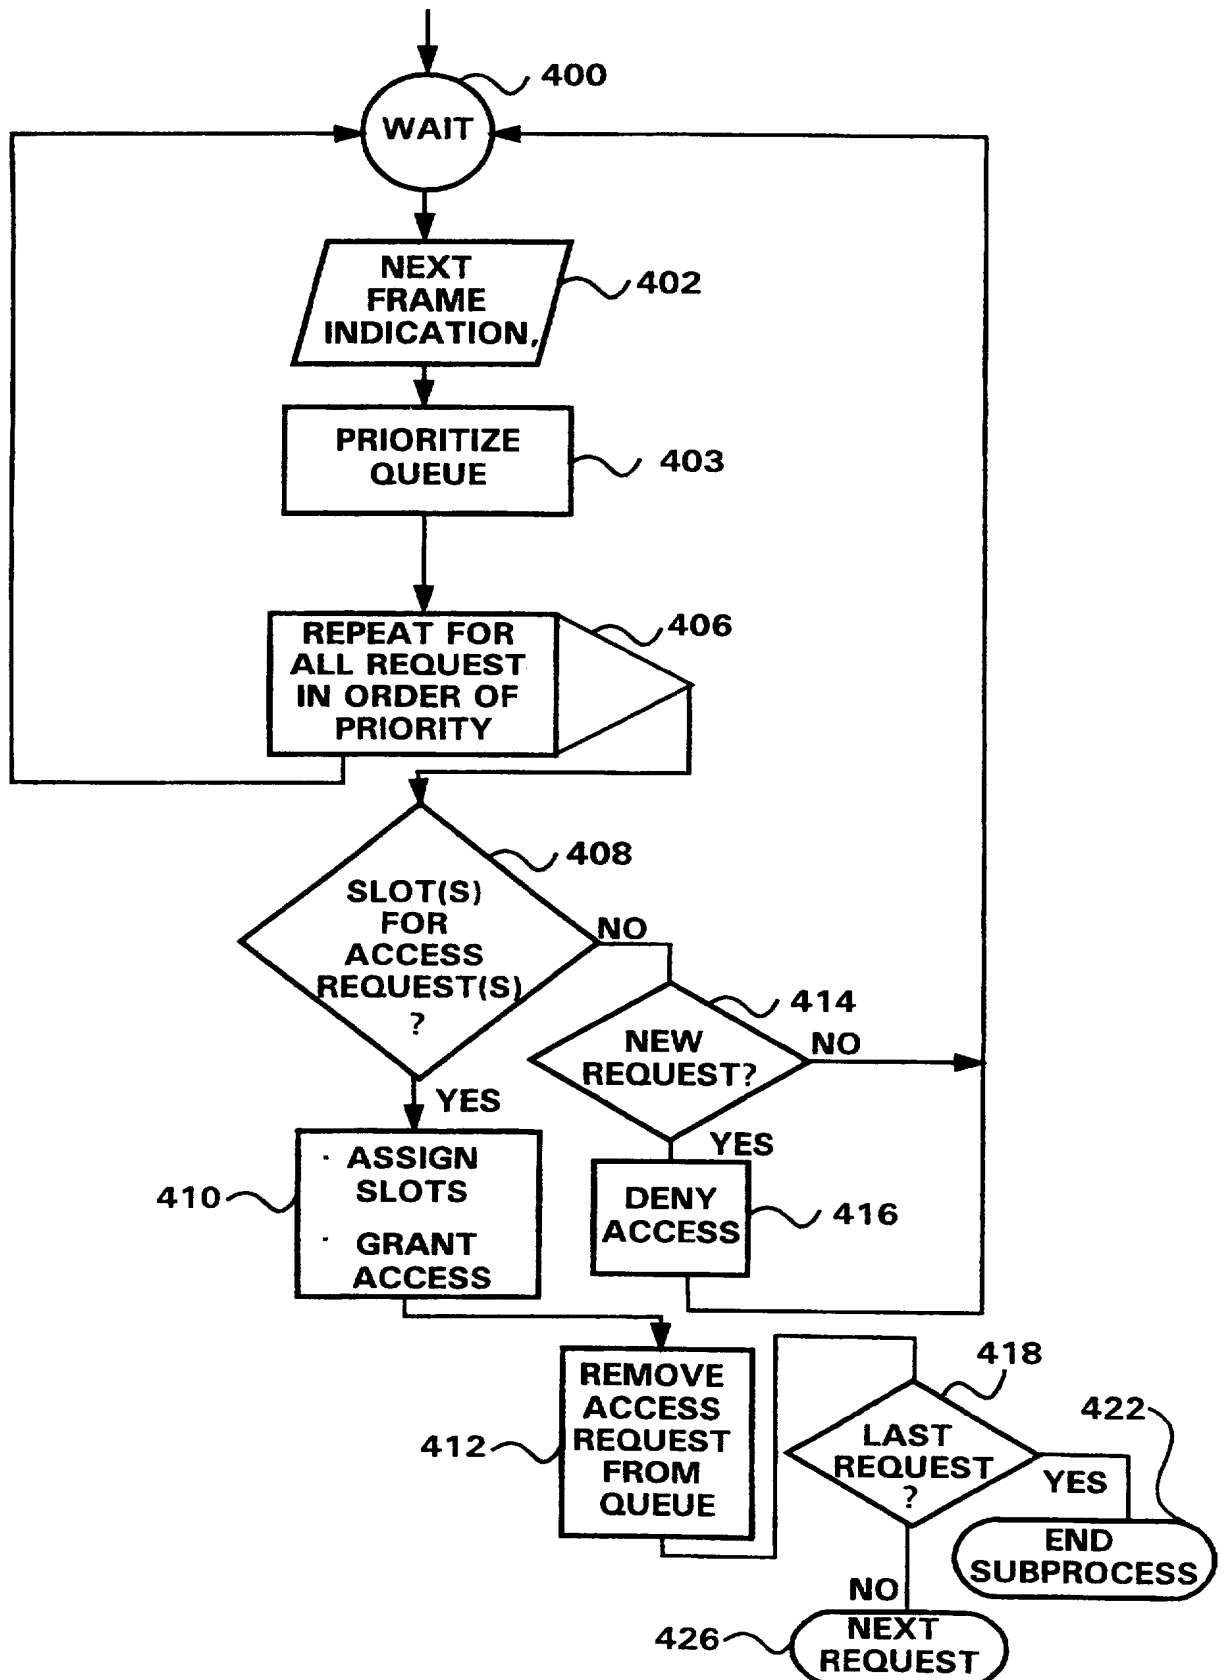 400
WAIT
NEXT
FRAME
INDICATION,
402
PRIORITIZE
QUEUE
403
REPEAT FOR
ALL REQUEST
IN ORDER OF
PRIORITY
406
SLOT(S)
FOR
ACCESS
REQUEST(S)
?
408
NO
YES
NEW
REQUEST?
414
NO
YES
· ASSIGN
SLOTS
· GRANT
ACCESS
410
DENY
ACCESS
416
REMOVE
ACCESS
REQUEST
FROM
QUEUE
412
LAST
REQUEST
?
418
YES
422
END
SUBPROCESS
NO
NEXT
REQUEST
426